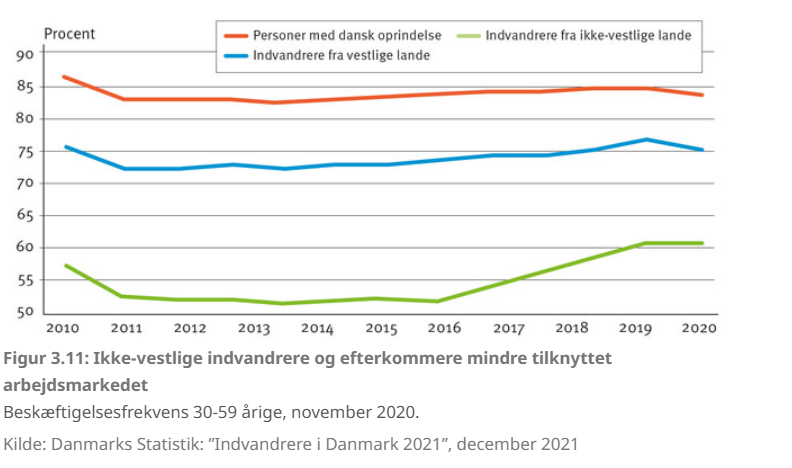 Procent
Personer med dansk oprindelse
Indvandrere fra ikke-vestlige lande
Indvandrere fra vestlige lande
90
85
80
75
70
65
60
55
50
2010 2011 2012 2013 2014 2015 2016 2017 2018 2019 2020
Figur 3.11: Ikke-vestlige indvandrere og efterkommere mindre tilknyttet
arbejdsmarkedet
Beskæftigelsesfrekvens 30-59 årige, november 2020.
Kilde: Danmarks Statistik: ”Indvandrere i Danmark 2021”, december 2021